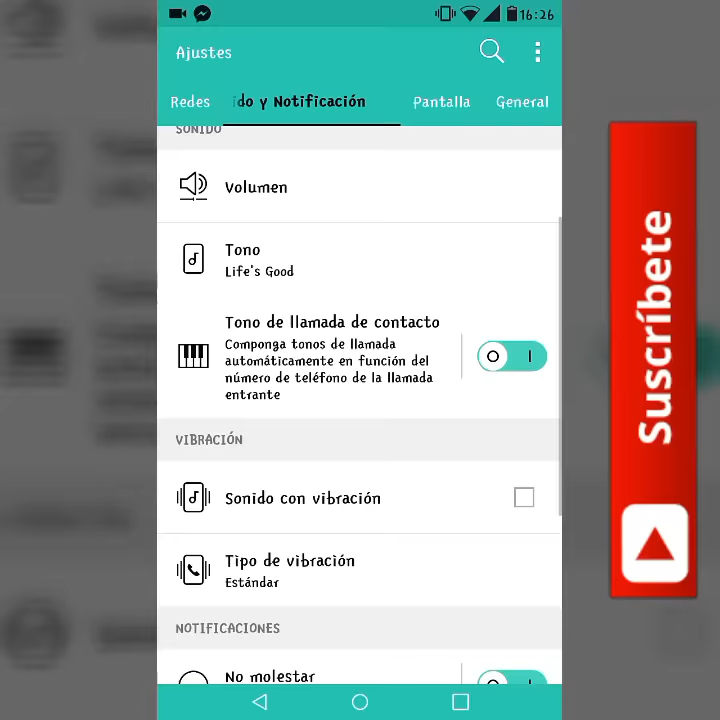 16:26
Ajustes
Redes
do y Notificación
Pantalla
General
SONIDO
Volumen
Tono
Life's Good
Tono de llamada de contacto
Componga tonos de llamada
automáticamente en función del
número de teléfono de la llamada
entrante
VIBRACIÓN
Sonido con vibración
Tipo de vibración
Estándar
NOTIFICACIONES
No molestar
Suscríbete